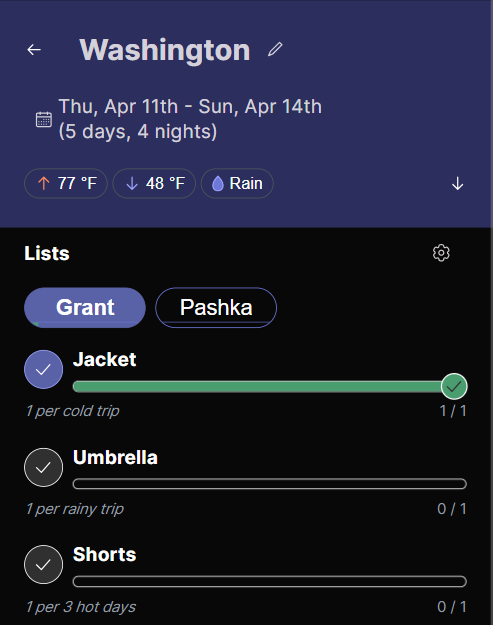 Washington
Thu, Apr 11th - Sun, Apr 14th
(5 days, 4 nights)
77 °F 48 °F Rain
Lists
Grant Pashka
Jacket
1 per cold trip 1 / 1
Umbrella
1 per rainy trip 0 / 1
Shorts
1 per 3 hot days 0 / 1